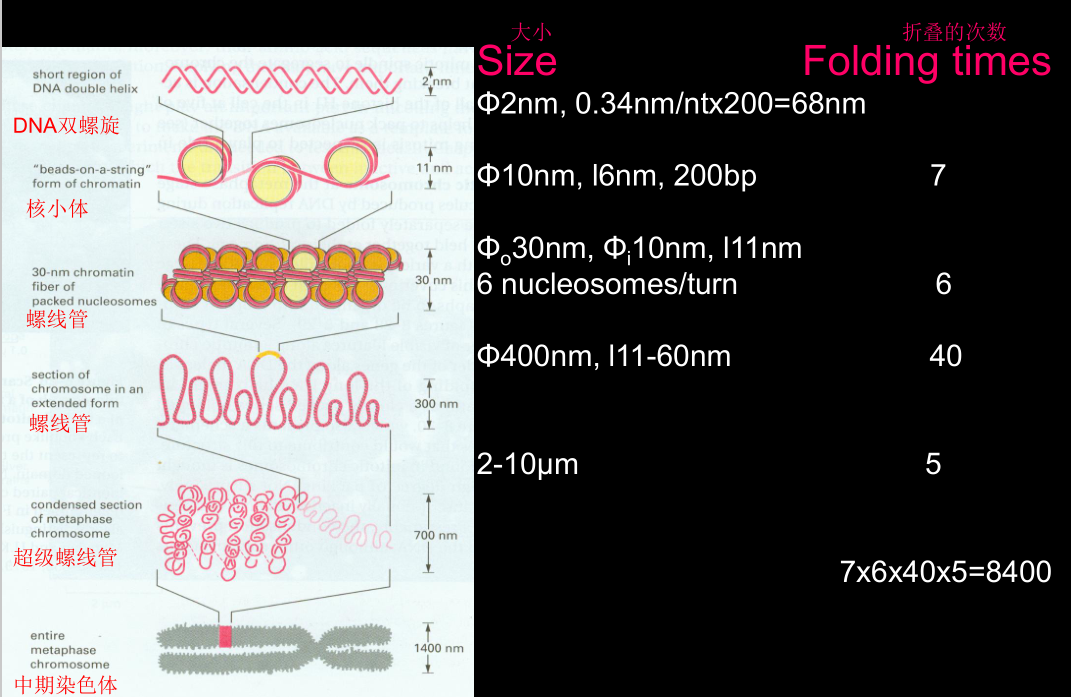 大小
Size
折叠的次数
Folding times
short region of
DNA double helix
DNA双螺旋
2 nm
Φ2nm, 0.34nm/ntx200=68nm
"beads-on-a-string"
form of chromatin
核小体
11 nm
Φ10nm, l6nm, 200bp
7
30-nm chromatin
fiber of
packed nucleosomes
螺线管
30 nm
Φo30nm, Φi10nm, l11nm
6 nucleosomes/turn
6
section of
chromosome in an
extended form
螺线管
300 nm
Φ400nm, l11-60nm
40
condensed section
of metaphase
chromosome
超级螺线管
700 nm
2-10μm
5
7x6x40x5=8400
entire
metaphase
chromosome
中期染色体
1400 nm